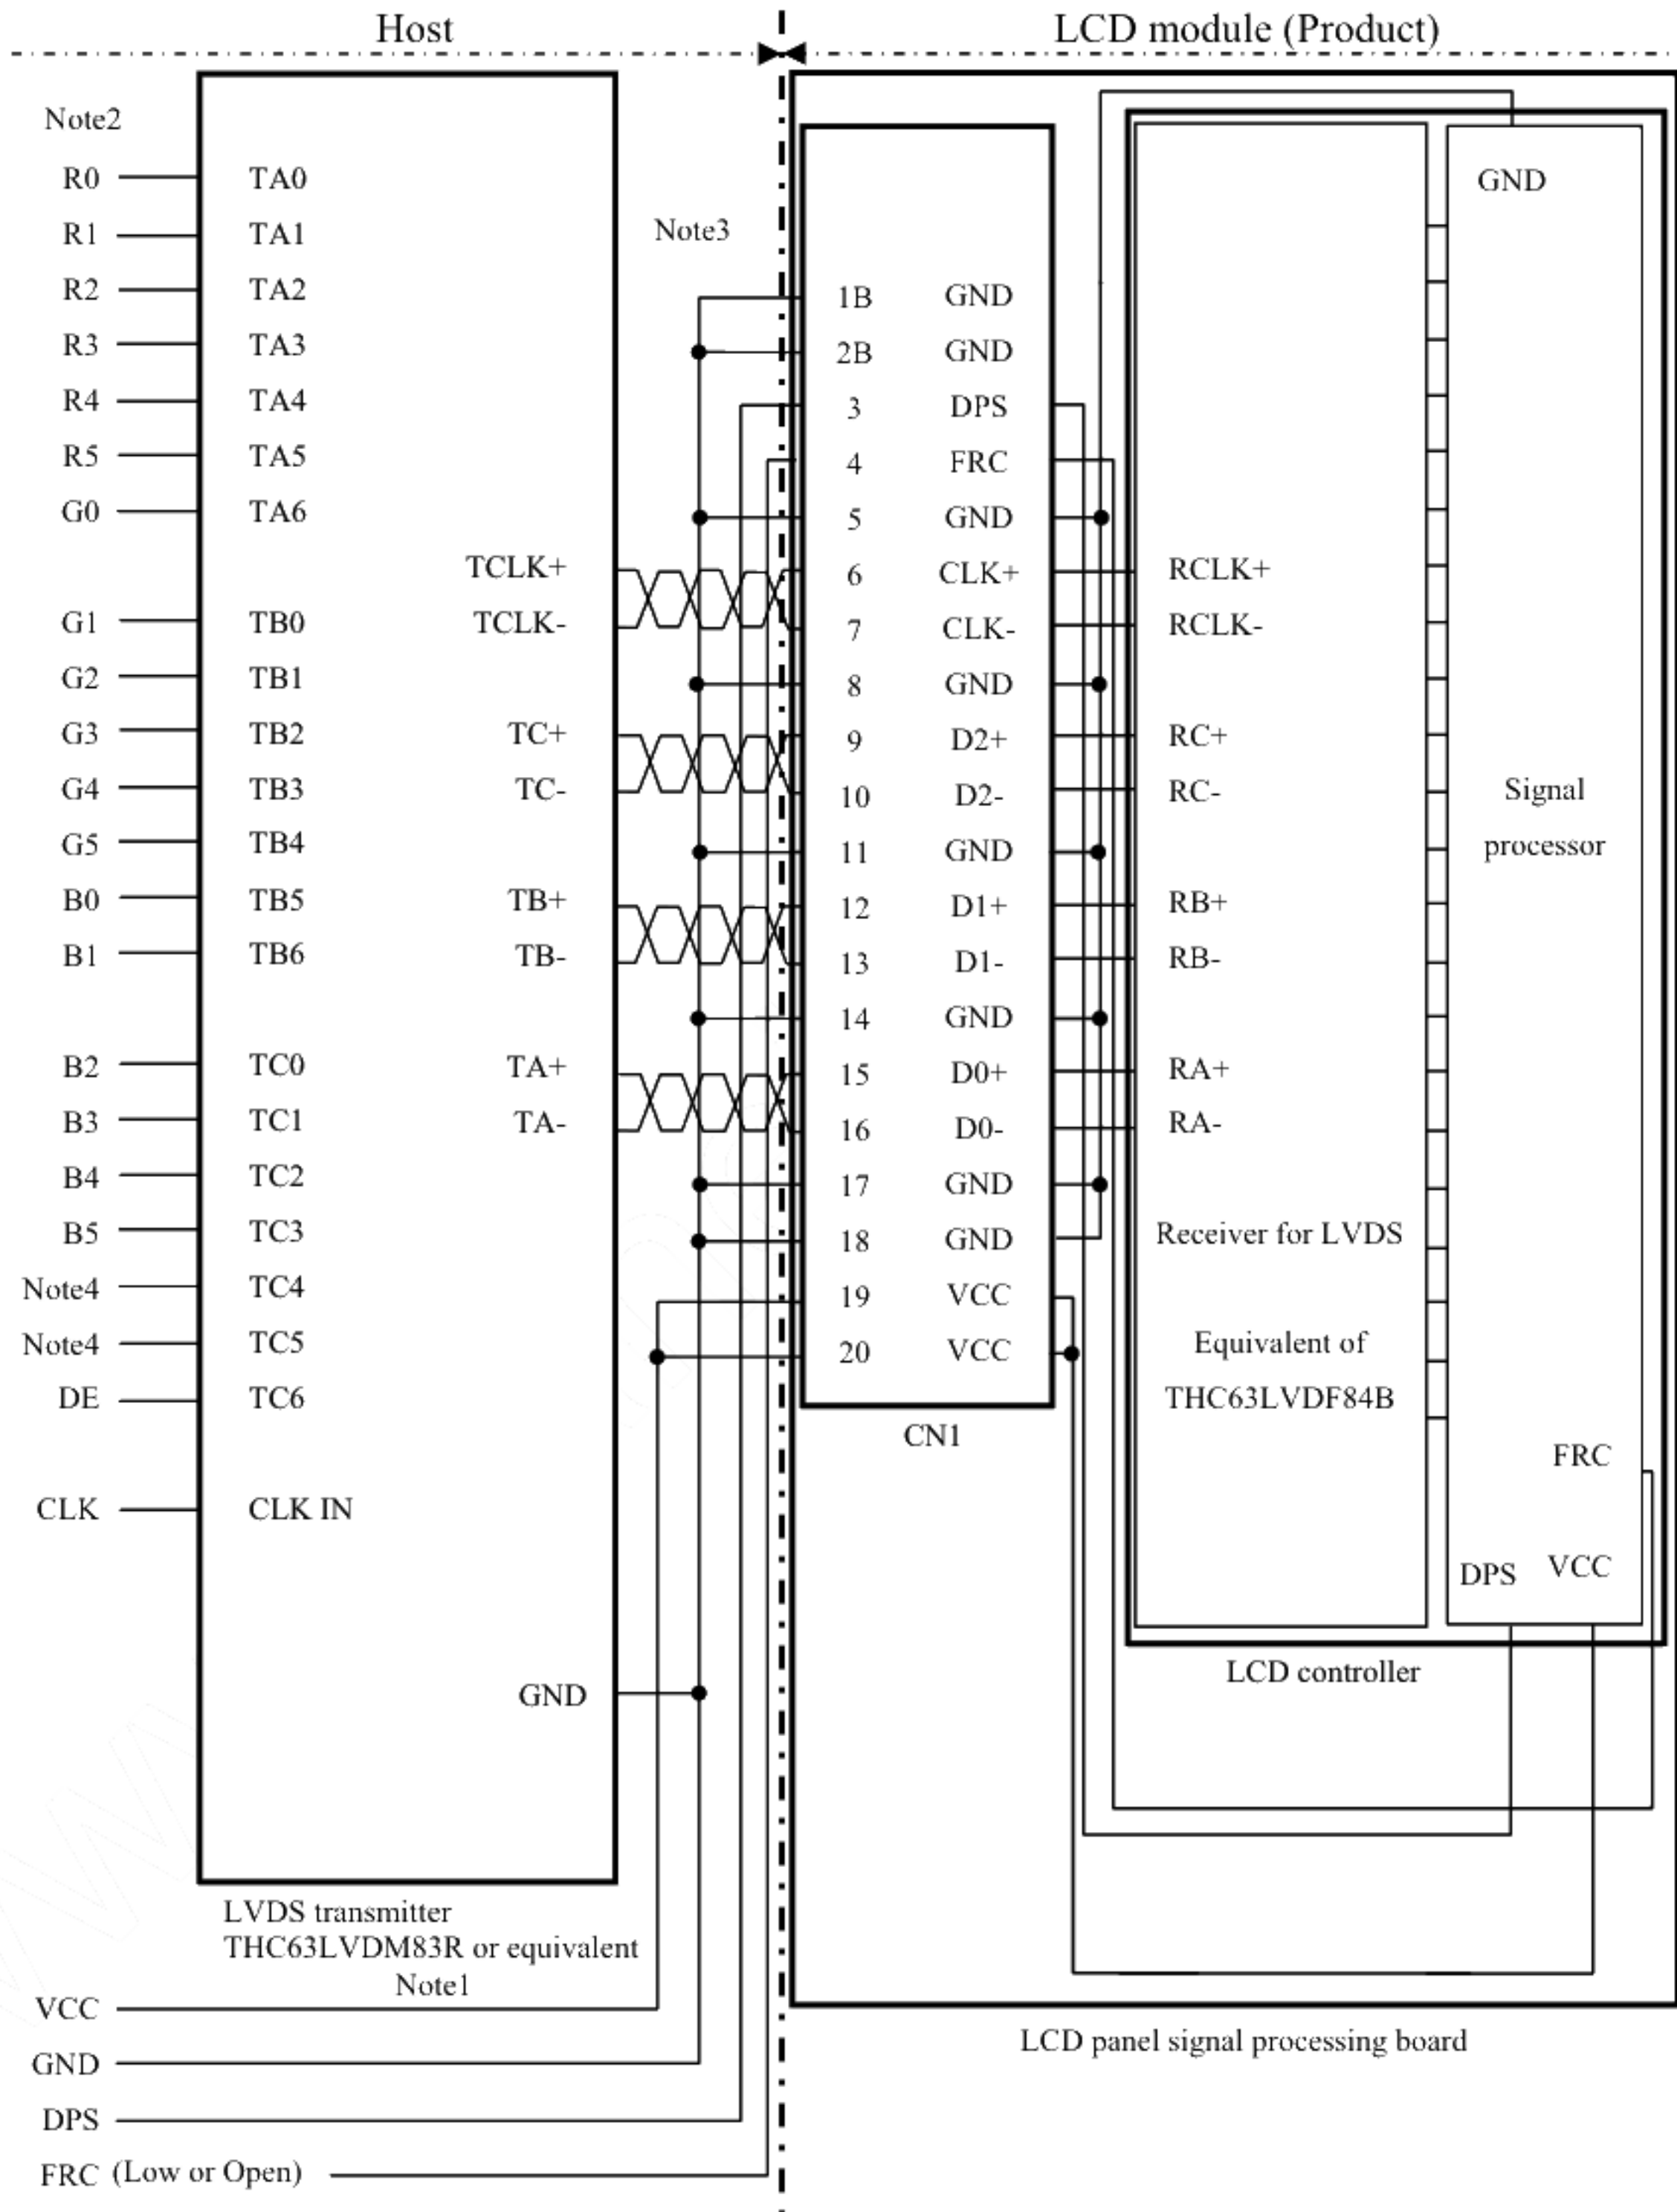 Host
LCD module (Product)
Note2
R0 TA0
R1 TA1
R2 TA2
R3 TA3
R4 TA4
R5 TA5
G0 TA6
TCLK+
G1 TB0 TCLK-
G2 TB1
G3 TB2 TC+
G4 TB3 TC-
G5 TB4
B0 TB5 TB+
B1 TB6 TB-
B2 TC0 TA+
B3 TC1 TA-
B4 TC2
B5 TC3
Note4 TC4
Note4 TC5
DE TC6
CLK CLK IN
GND
LVDS transmitter
THC63LVDM83R or equivalent
Note1
VCC
GND
DPS
FRC (Low or Open)
Note3
1B GND
2B GND
3 DPS
4 FRC
5 GND
6 CLK+
7 CLK-
8 GND
9 D2+
10 D2-
11 GND
12 D1+
13 D1-
14 GND
15 D0+
16 D0-
17 GND
18 GND
19 VCC
20 VCC
CN1
RCLK+
RCLK-
RC+
RC-
RB+
RB-
RA+
RA-
Receiver for LVDS
Equivalent of
THC63LVDF84B
GND
Signal
processor
FRC
DPS VCC
LCD controller
LCD panel signal processing board